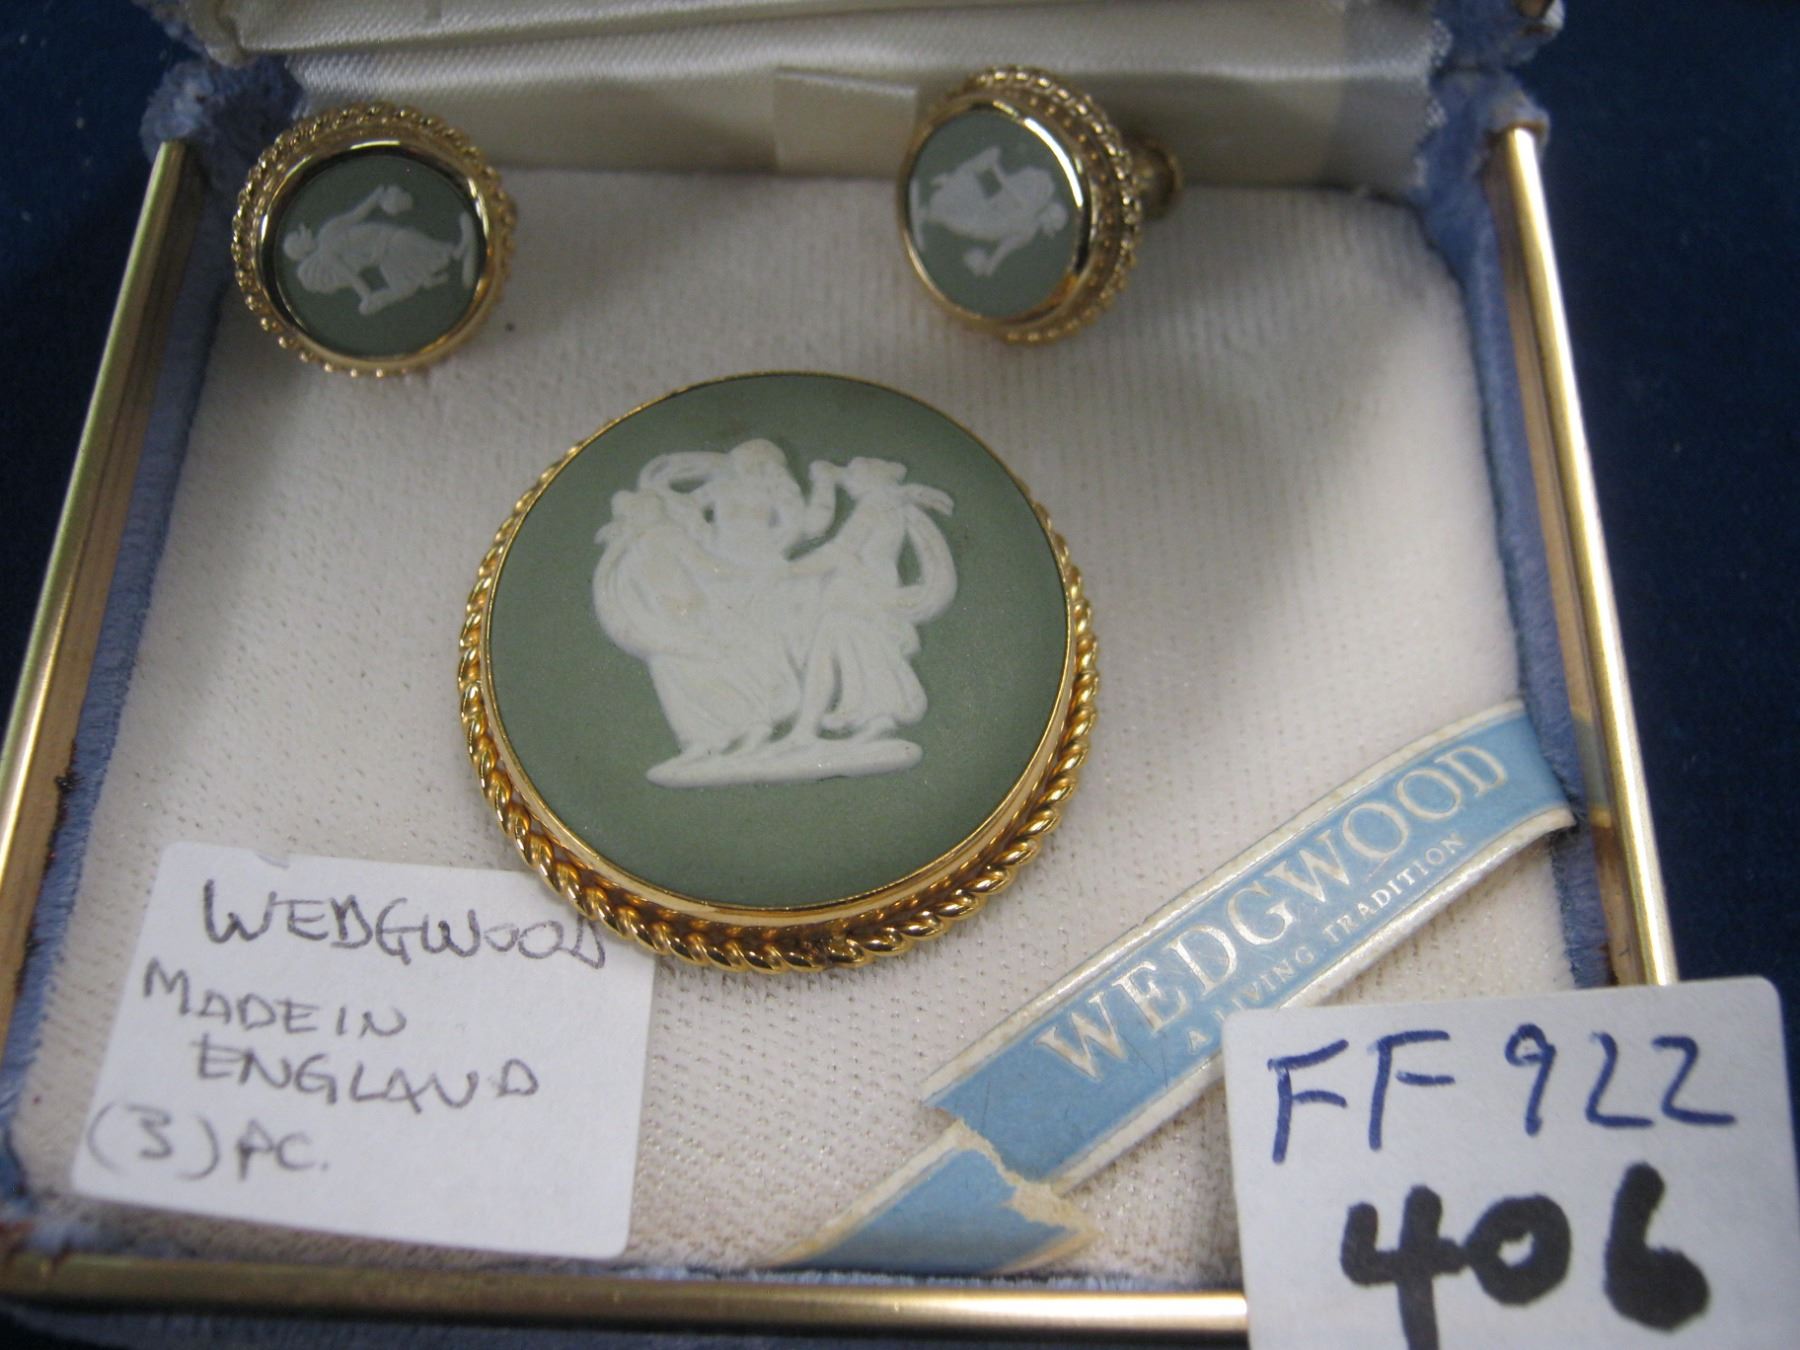 WEDGWOOD
MADE IN
ENGLAND
(3) PC.
WEDGWOOD
A LIVING TRADITION
FF 922
406